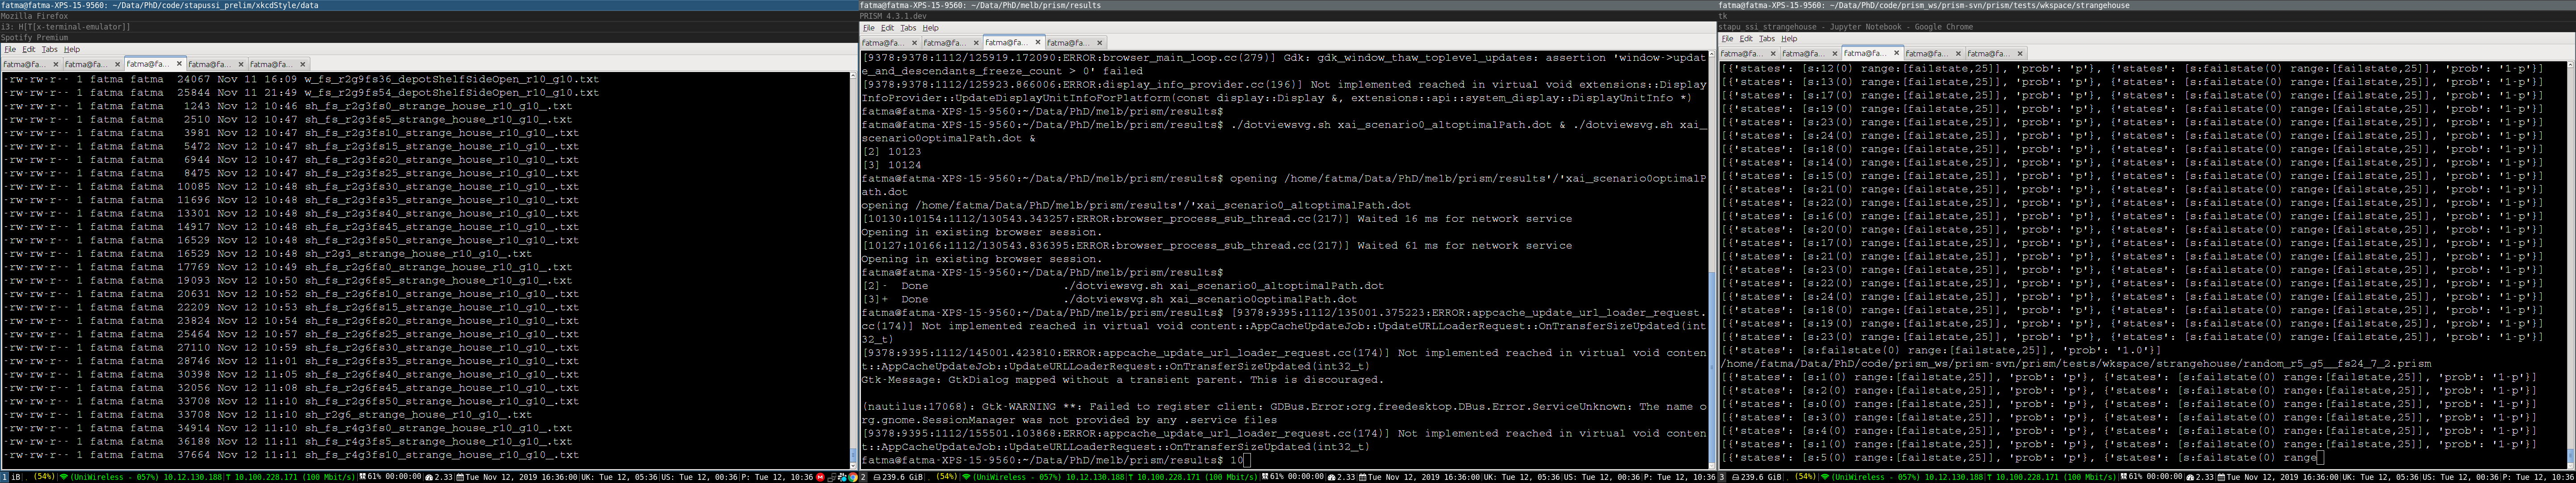 fatma@fatma-XPS-15-9560: ~/Data/PhD/code/stapussi_prelim/xkcdStyle/data
Mozilla Firefox
i3: H[T[x-terminal-emulator]]
Spotify Premium
File Edit Tabs Help
fatma@fa... × fatma@fa... × fatma@fa... × fatma@fa... × fatma@fa... ×
-rw-rw-r-- 1 fatma fatma 24067 Nov 11 16:09 w_fs_r2g9fs36_depotShelfSideOpen_r10_g10.txt
-rw-rw-r-- 1 fatma fatma 25844 Nov 11 21:49 w_fs_r2g9fs54_depotShelfSideOpen_r10_g10.txt
-rw-rw-r-- 1 fatma fatma 1243 Nov 12 10:46 sh_fs_r2g3fs0_strange_house_r10_g10_.txt
-rw-rw-r-- 1 fatma fatma 2510 Nov 12 10:47 sh_fs_r2g3fs5_strange_house_r10_g10_.txt
-rw-rw-r-- 1 fatma fatma 3981 Nov 12 10:47 sh_fs_r2g3fs10_strange_house_r10_g10_.txt
-rw-rw-r-- 1 fatma fatma 5472 Nov 12 10:47 sh_fs_r2g3fs15_strange_house_r10_g10_.txt
-rw-rw-r-- 1 fatma fatma 6944 Nov 12 10:47 sh_fs_r2g3fs20_strange_house_r10_g10_.txt
-rw-rw-r-- 1 fatma fatma 8475 Nov 12 10:47 sh_fs_r2g3fs25_strange_house_r10_g10_.txt
-rw-rw-r-- 1 fatma fatma 10085 Nov 12 10:48 sh_fs_r2g3fs30_strange_house_r10_g10_.txt
-rw-rw-r-- 1 fatma fatma 11696 Nov 12 10:48 sh_fs_r2g3fs35_strange_house_r10_g10_.txt
-rw-rw-r-- 1 fatma fatma 13301 Nov 12 10:48 sh_fs_r2g3fs40_strange_house_r10_g10_.txt
-rw-rw-r-- 1 fatma fatma 14917 Nov 12 10:48 sh_fs_r2g3fs45_strange_house_r10_g10_.txt
-rw-rw-r-- 1 fatma fatma 16529 Nov 12 10:48 sh_fs_r2g3fs50_strange_house_r10_g10_.txt
-rw-rw-r-- 1 fatma fatma 16529 Nov 12 10:48 sh_r2g3_strange_house_r10_g10_.txt
-rw-rw-r-- 1 fatma fatma 17769 Nov 12 10:49 sh_fs_r2g6fs0_strange_house_r10_g10_.txt
-rw-rw-r-- 1 fatma fatma 19093 Nov 12 10:50 sh_fs_r2g6fs5_strange_house_r10_g10_.txt
-rw-rw-r-- 1 fatma fatma 20631 Nov 12 10:52 sh_fs_r2g6fs10_strange_house_r10_g10_.txt
-rw-rw-r-- 1 fatma fatma 22209 Nov 12 10:53 sh_fs_r2g6fs15_strange_house_r10_g10_.txt
-rw-rw-r-- 1 fatma fatma 23824 Nov 12 10:54 sh_fs_r2g6fs20_strange_house_r10_g10_.txt
-rw-rw-r-- 1 fatma fatma 25464 Nov 12 10:57 sh_fs_r2g6fs25_strange_house_r10_g10_.txt
-rw-rw-r-- 1 fatma fatma 27110 Nov 12 10:59 sh_fs_r2g6fs30_strange_house_r10_g10_.txt
-rw-rw-r-- 1 fatma fatma 28746 Nov 12 11:01 sh_fs_r2g6fs35_strange_house_r10_g10_.txt
-rw-rw-r-- 1 fatma fatma 30398 Nov 12 11:05 sh_fs_r2g6fs40_strange_house_r10_g10_.txt
-rw-rw-r-- 1 fatma fatma 32056 Nov 12 11:08 sh_fs_r2g6fs45_strange_house_r10_g10_.txt
-rw-rw-r-- 1 fatma fatma 33708 Nov 12 11:10 sh_fs_r2g6fs50_strange_house_r10_g10_.txt
-rw-rw-r-- 1 fatma fatma 33708 Nov 12 11:10 sh_r2g6_strange_house_r10_g10_.txt
-rw-rw-r-- 1 fatma fatma 34914 Nov 12 11:10 sh_fs_r4g3fs0_strange_house_r10_g10_.txt
-rw-rw-r-- 1 fatma fatma 36188 Nov 12 11:11 sh_fs_r4g3fs5_strange_house_r10_g10_.txt
-rw-rw-r-- 1 fatma fatma 37664 Nov 12 11:11 sh_fs_r4g3fs10_strange_house_r10_g10_.txt
1 iB| (54%)|(UniWireless - 057%) 10.12.130.188|T 10.100.228.171 (100 Mbit/s)|61% 00:00:00|2.33|Tue Nov 12, 2019 16:36:00|UK: Tue 12, 05:36|US: Tue 12, 00:36|P: Tue 12, 10:36
fatma@fatma-XPS-15-9560: ~/Data/PhD/melb/prism/results
PRISM 4.3.1.dev
File Edit Tabs Help
fatma@fa... × fatma@fa... × fatma@fa... × fatma@fa... ×
[9378:9378:1112/125919.172090:ERROR:browser_main_loop.cc(279)] Gdk: gdk_window_thaw_toplevel_updates: assertion 'window->updat
e_and_descendants_freeze_count > 0' failed
[9378:9378:1112/125923.866006:ERROR:display_info_provider.cc(196)] Not implemented reached in virtual void extensions::Display
InfoProvider::UpdateDisplayUnitInfoForPlatform(const display::Display &, extensions::api::system_display::DisplayUnitInfo *)
fatma@fatma-XPS-15-9560:~/Data/PhD/melb/prism/results$
fatma@fatma-XPS-15-9560:~/Data/PhD/melb/prism/results$ ./dotviewsvg.sh xai_scenario0_altoptimalPath.dot & ./dotviewsvg.sh xai_
scenario0optimalPath.dot &
[2] 10123
[3] 10124
fatma@fatma-XPS-15-9560:~/Data/PhD/melb/prism/results$ opening /home/fatma/Data/PhD/melb/prism/results'/'xai_scenario0optimalP
ath.dot
opening /home/fatma/Data/PhD/melb/prism/results'/'xai_scenario0_altoptimalPath.dot
[10130:10154:1112/130543.343257:ERROR:browser_process_sub_thread.cc(217)] Waited 16 ms for network service
Opening in existing browser session.
[10127:10166:1112/130543.836395:ERROR:browser_process_sub_thread.cc(217)] Waited 61 ms for network service
Opening in existing browser session.
fatma@fatma-XPS-15-9560:~/Data/PhD/melb/prism/results$
[2]- Done ./dotviewsvg.sh xai_scenario0_altoptimalPath.dot
[3]+ Done ./dotviewsvg.sh xai_scenario0optimalPath.dot
fatma@fatma-XPS-15-9560:~/Data/PhD/melb/prism/results$ [9378:9395:1112/135001.375223:ERROR:appcache_update_url_loader_request.
cc(174)] Not implemented reached in virtual void content::AppCacheUpdateJob::UpdateURLLoaderRequest::OnTransferSizeUpdated(int
32_t)
[9378:9395:1112/145001.423810:ERROR:appcache_update_url_loader_request.cc(174)] Not implemented reached in virtual void conten
t::AppCacheUpdateJob::UpdateURLLoaderRequest::OnTransferSizeUpdated(int32_t)
Gtk-Message: GtkDialog mapped without a transient parent. This is discouraged.
(nautilus:17068): Gtk-WARNING **: Failed to register client: GDBus.Error:org.freedesktop.DBus.Error.ServiceUnknown: The name o
rg.gnome.SessionManager was not provided by any .service files
[9378:9395:1112/155501.103868:ERROR:appcache_update_url_loader_request.cc(174)] Not implemented reached in virtual void conten
t::AppCacheUpdateJob::UpdateURLLoaderRequest::OnTransferSizeUpdated(int32_t)
fatma@fatma-XPS-15-9560:~/Data/PhD/melb/prism/results$ 10
2 239.6 GiB| (54%)|(UniWireless - 057%) 10.12.130.188|T 10.100.228.171 (100 Mbit/s)|61% 00:00:00|2.33|Tue Nov 12, 2019 16:36:00|UK: Tue 12, 05:36|US: Tue 12, 00:36|P: Tue 12, 10:36
fatma@fatma-XPS-15-9560: ~/Data/PhD/code/prism_ws/prism-svn/prism/tests/wkspace/strangehouse
tk
stapu_ssi_strangehouse - Jupyter Notebook - Google Chrome
File Edit Tabs Help
fatma@fa... × fatma@fa... × fatma@fa... × fatma@fa... × fatma@fa... ×
[{'states': [s:12(0) range:[failstate,25]], 'prob': 'p'}, {'states': [s:failstate(0) range:[failstate,25]], 'prob': '1-p'}]
[{'states': [s:13(0) range:[failstate,25]], 'prob': 'p'}, {'states': [s:failstate(0) range:[failstate,25]], 'prob': '1-p'}]
[{'states': [s:17(0) range:[failstate,25]], 'prob': 'p'}, {'states': [s:failstate(0) range:[failstate,25]], 'prob': '1-p'}]
[{'states': [s:19(0) range:[failstate,25]], 'prob': 'p'}, {'states': [s:failstate(0) range:[failstate,25]], 'prob': '1-p'}]
[{'states': [s:23(0) range:[failstate,25]], 'prob': 'p'}, {'states': [s:failstate(0) range:[failstate,25]], 'prob': '1-p'}]
[{'states': [s:24(0) range:[failstate,25]], 'prob': 'p'}, {'states': [s:failstate(0) range:[failstate,25]], 'prob': '1-p'}]
[{'states': [s:18(0) range:[failstate,25]], 'prob': 'p'}, {'states': [s:failstate(0) range:[failstate,25]], 'prob': '1-p'}]
[{'states': [s:14(0) range:[failstate,25]], 'prob': 'p'}, {'states': [s:failstate(0) range:[failstate,25]], 'prob': '1-p'}]
[{'states': [s:15(0) range:[failstate,25]], 'prob': 'p'}, {'states': [s:failstate(0) range:[failstate,25]], 'prob': '1-p'}]
[{'states': [s:21(0) range:[failstate,25]], 'prob': 'p'}, {'states': [s:failstate(0) range:[failstate,25]], 'prob': '1-p'}]
[{'states': [s:22(0) range:[failstate,25]], 'prob': 'p'}, {'states': [s:failstate(0) range:[failstate,25]], 'prob': '1-p'}]
[{'states': [s:16(0) range:[failstate,25]], 'prob': 'p'}, {'states': [s:failstate(0) range:[failstate,25]], 'prob': '1-p'}]
[{'states': [s:20(0) range:[failstate,25]], 'prob': 'p'}, {'states': [s:failstate(0) range:[failstate,25]], 'prob': '1-p'}]
[{'states': [s:17(0) range:[failstate,25]], 'prob': 'p'}, {'states': [s:failstate(0) range:[failstate,25]], 'prob': '1-p'}]
[{'states': [s:21(0) range:[failstate,25]], 'prob': 'p'}, {'states': [s:failstate(0) range:[failstate,25]], 'prob': '1-p'}]
[{'states': [s:23(0) range:[failstate,25]], 'prob': 'p'}, {'states': [s:failstate(0) range:[failstate,25]], 'prob': '1-p'}]
[{'states': [s:22(0) range:[failstate,25]], 'prob': 'p'}, {'states': [s:failstate(0) range:[failstate,25]], 'prob': '1-p'}]
[{'states': [s:24(0) range:[failstate,25]], 'prob': 'p'}, {'states': [s:failstate(0) range:[failstate,25]], 'prob': '1-p'}]
[{'states': [s:18(0) range:[failstate,25]], 'prob': 'p'}, {'states': [s:failstate(0) range:[failstate,25]], 'prob': '1-p'}]
[{'states': [s:19(0) range:[failstate,25]], 'prob': 'p'}, {'states': [s:failstate(0) range:[failstate,25]], 'prob': '1-p'}]
[{'states': [s:23(0) range:[failstate,25]], 'prob': 'p'}, {'states': [s:failstate(0) range:[failstate,25]], 'prob': '1-p'}]
[{'states': [s:failstate(0) range:[failstate,25]], 'prob': '1.0'}]
/home/fatma/Data/PhD/code/prism_ws/prism-svn/prism/tests/wkspace/strangehouse/random_r5_g5__fs24_7_2.prism
[{'states': [s:1(0) range:[failstate,25]], 'prob': 'p'}, {'states': [s:failstate(0) range:[failstate,25]], 'prob': '1-p'}]
[{'states': [s:2(0) range:[failstate,25]], 'prob': 'p'}, {'states': [s:failstate(0) range:[failstate,25]], 'prob': '1-p'}]
[{'states': [s:0(0) range:[failstate,25]], 'prob': 'p'}, {'states': [s:failstate(0) range:[failstate,25]], 'prob': '1-p'}]
[{'states': [s:3(0) range:[failstate,25]], 'prob': 'p'}, {'states': [s:failstate(0) range:[failstate,25]], 'prob': '1-p'}]
[{'states': [s:4(0) range:[failstate,25]], 'prob': 'p'}, {'states': [s:failstate(0) range:[failstate,25]], 'prob': '1-p'}]
[{'states': [s:1(0) range:[failstate,25]], 'prob': 'p'}, {'states': [s:failstate(0) range:[failstate,25]], 'prob': '1-p'}]
[{'states': [s:5(0) range:[failstate,25]], 'prob': 'p'}, {'states': [s:failstate(0) range
3 239.6 GiB| (54%)|(UniWireless - 057%) 10.12.130.188|T 10.100.228.171 (100 Mbit/s)|61% 00:00:00|2.33|Tue Nov 12, 2019 16:36:00|UK: Tue 12, 05:36|US: Tue 12, 00:36|P: Tue 12, 10:36